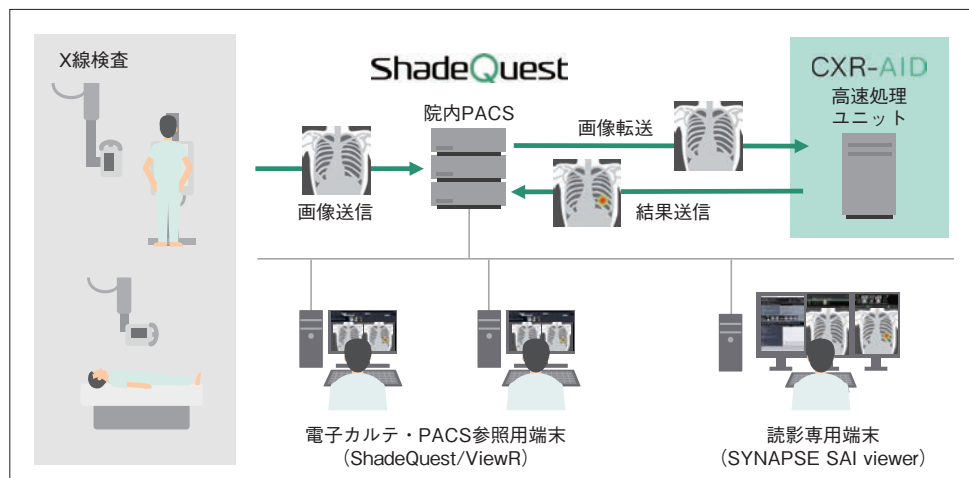 X線検査
ShadeQuest
院内PACS
画像送信
画像転送
結果送信
CXR-AID
高速処理
ユニット
電子カルテ・PACS参照用端末
（ShadeQuest/ViewR）
読影専用端末
（SYNAPSE SAI viewer）